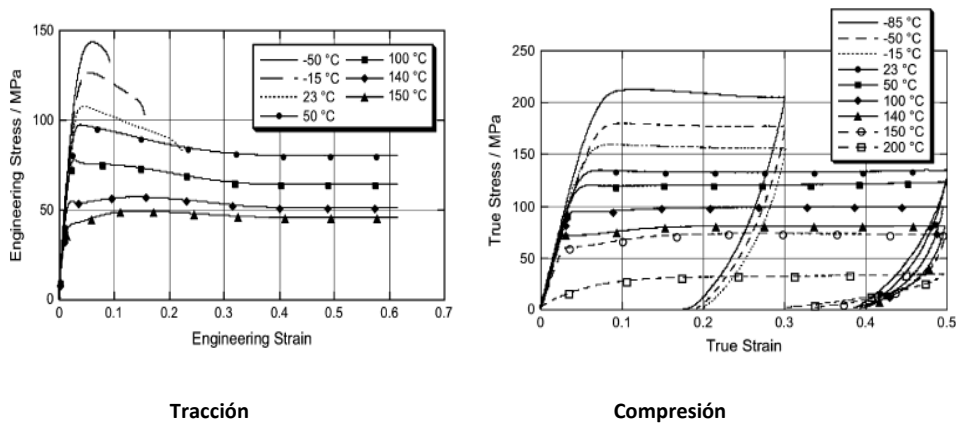 150
100
50
0
Engineering Stress / MPa
-50 °C
-15 °C
23 °C
50 °C
100 °C
140 °C
150 °C
0 0.1 0.2 0.3 0.4 0.5 0.6 0.7
Engineering Strain
Tracción
250
200
150
100
50
0
True Stress / MPa
-85 °C
-50 °C
-15 °C
23 °C
50 °C
100 °C
140 °C
150 °C
200 °C
0 0.1 0.2 0.3 0.4 0.5
True Strain
Compresión